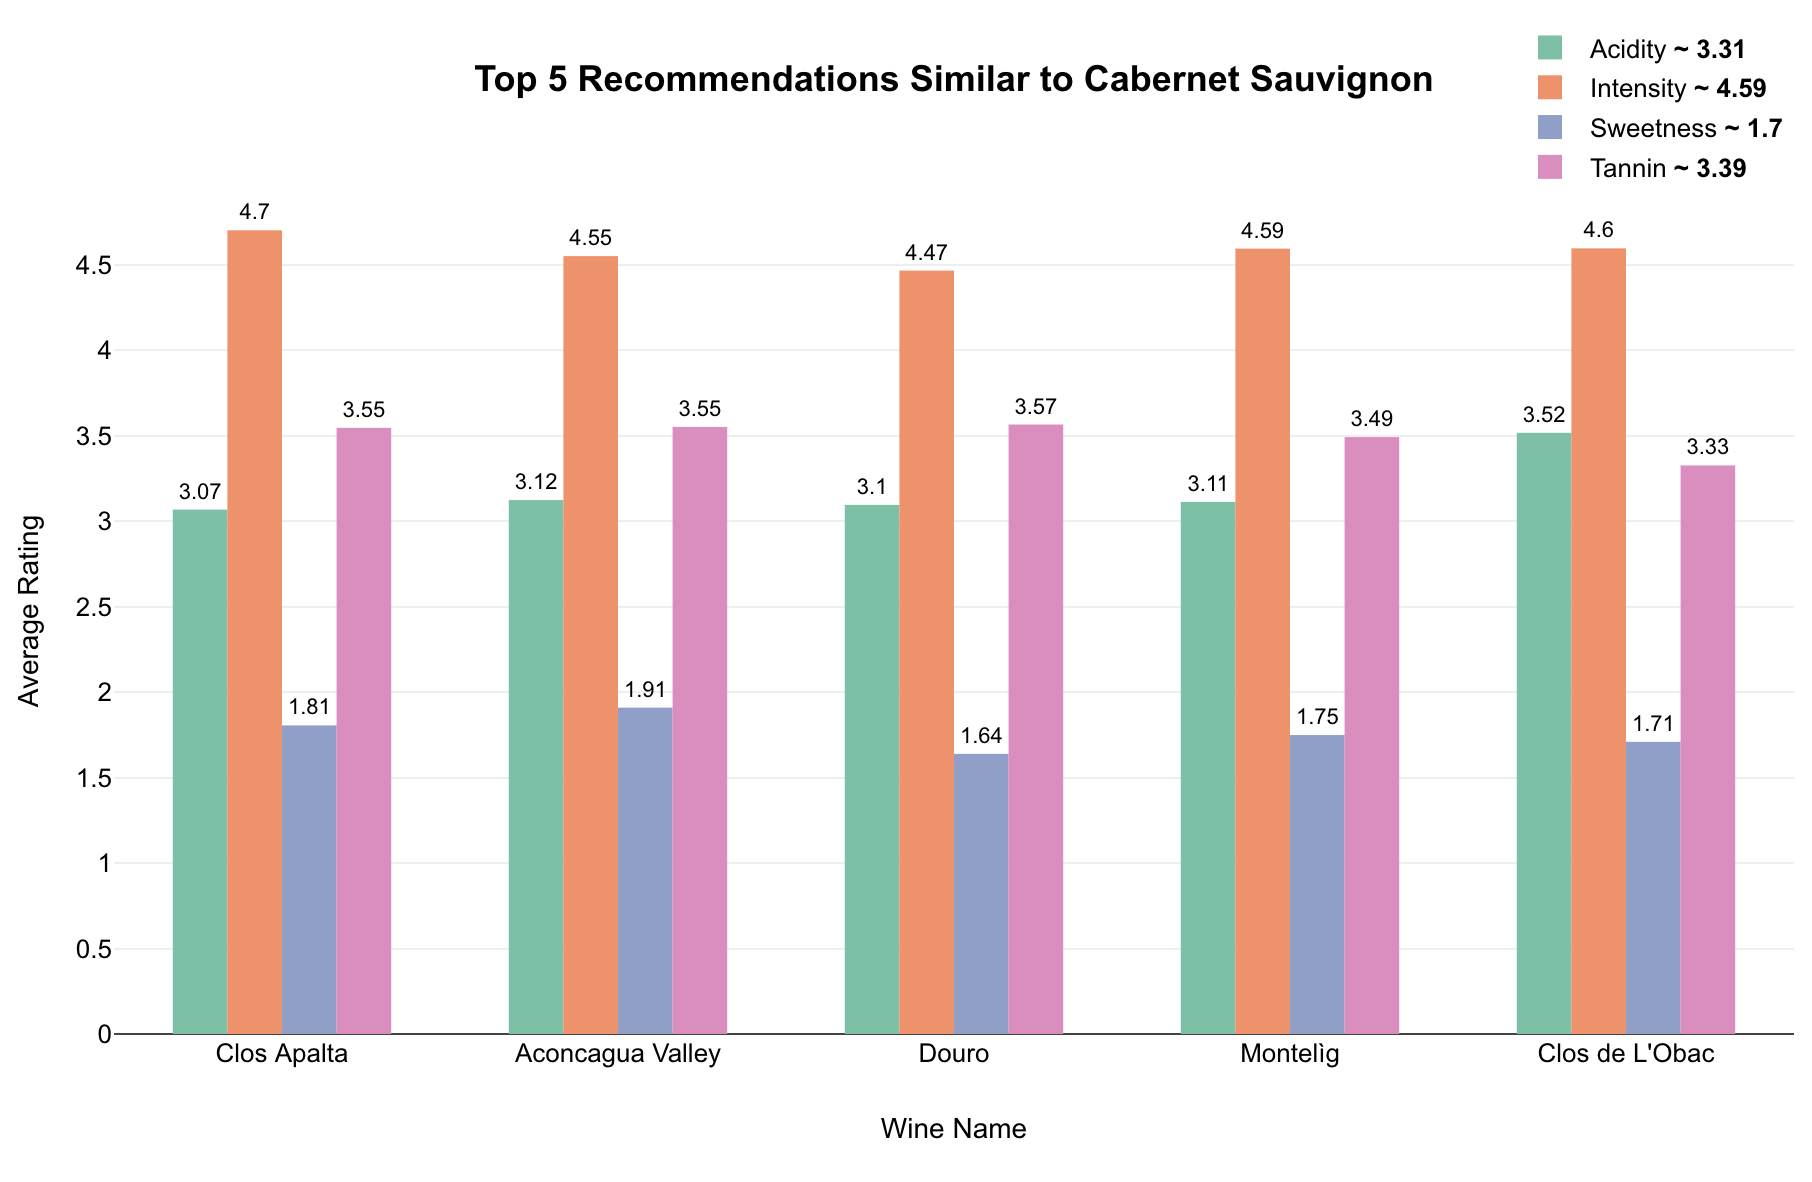 Top 5 Recommendations Similar to Cabernet Sauvignon
Acidity ~ 3.31
Intensity ~ 4.59
Sweetness ~ 1.7
Tannin ~ 3.39
Average Rating
4.5
4
3.5
3
2.5
2
1.5
1
0.5
0
3.07
4.7
1.81
3.55
3.12
4.55
1.91
3.55
3.1
4.47
1.64
3.57
3.11
4.59
1.75
3.49
3.52
4.6
1.71
3.33
Clos Apalta
Aconcagua Valley
Douro
Montelìg
Clos de L'Obac
Wine Name